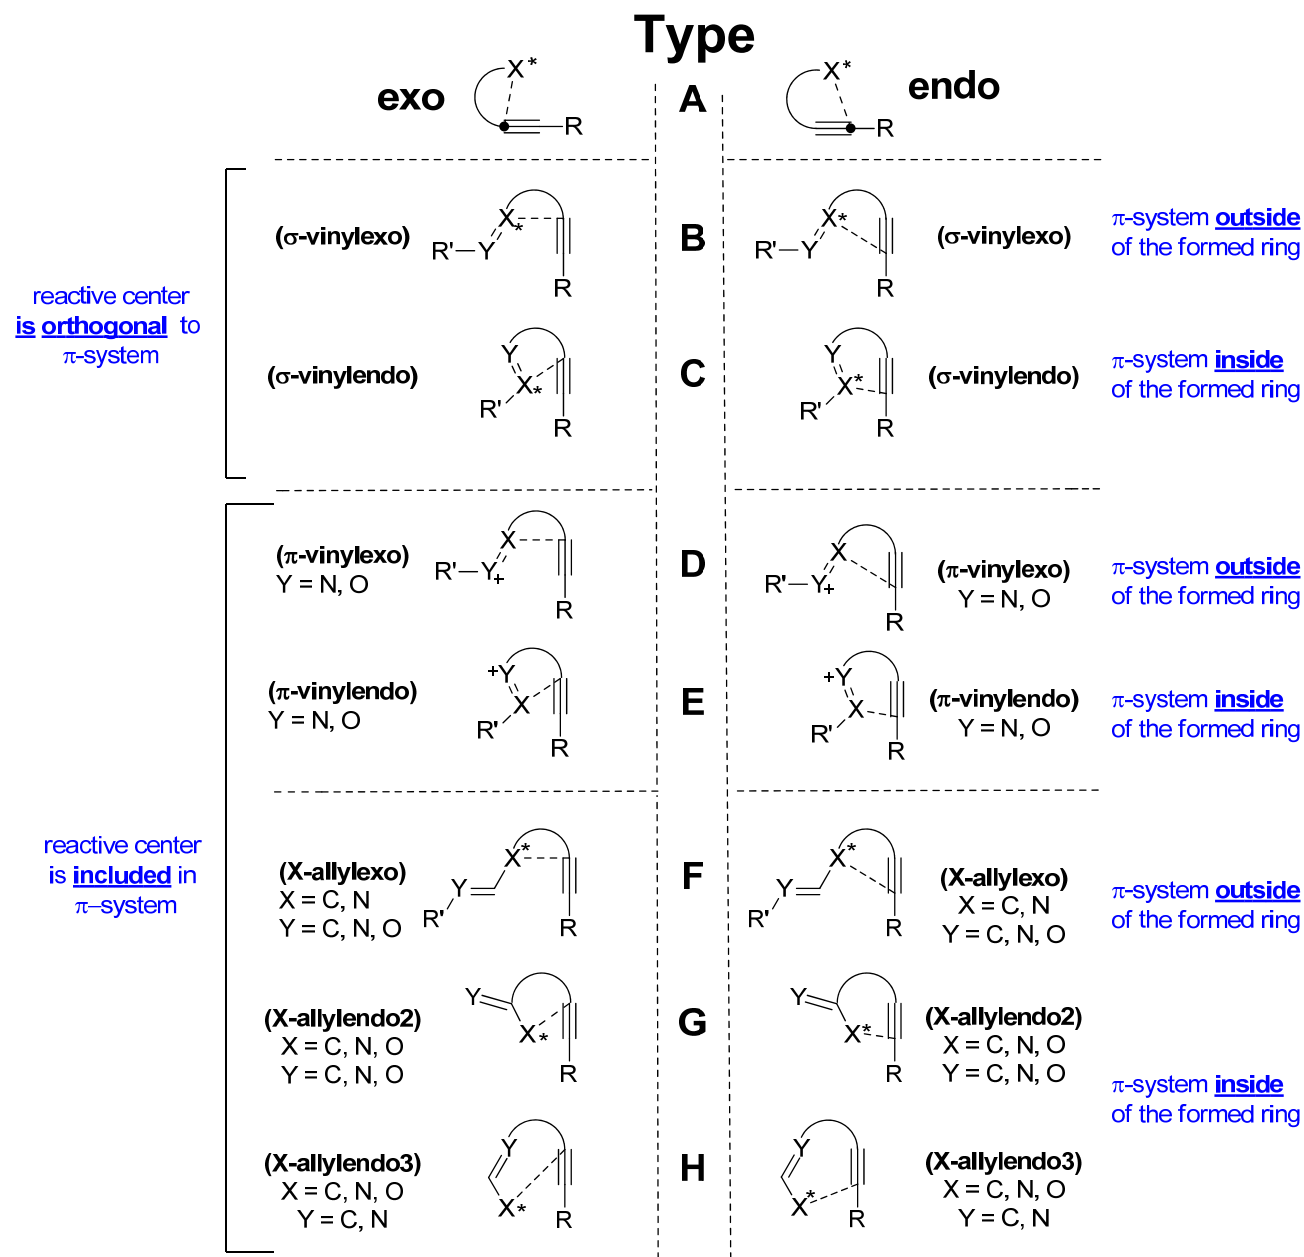 Type
exo
X*
R
A
X*
R
endo
(σ-vinylexo)
X*
R'—Y
R
B
X*
R'—Y
R
(σ-vinylexo)
π-system outside
of the formed ring
reactive center
is orthogonal to
π-system
(σ-vinylendo)
Y
X*
R'
R
C
Y
X*
R'
R
(σ-vinylendo)
π-system inside
of the formed ring
(π-vinylexo)
Y = N, O
X
R'—Y+
R
D
X
R'—Y+
R
(π-vinylexo)
Y = N, O
π-system outside
of the formed ring
(π-vinylendo)
Y = N, O
+Y
X
R'
R
E
+Y
X
R'
R
(π-vinylendo)
Y = N, O
π-system inside
of the formed ring
reactive center
is included in
π–system
(X-allylexo)
X = C, N
Y = C, N, O
X*
Y
R'
R
F
X*
Y
R'
R
(X-allylexo)
X = C, N
Y = C, N, O
π-system outside
of the formed ring
(X-allylendo2)
X = C, N, O
Y = C, N, O
Y
X*
R
G
Y
X*
R
(X-allylendo2)
X = C, N, O
Y = C, N, O
π-system inside
of the formed ring
(X-allylendo3)
X = C, N, O
Y = C, N
Y
X*
R
H
Y
X*
R
(X-allylendo3)
X = C, N, O
Y = C, N